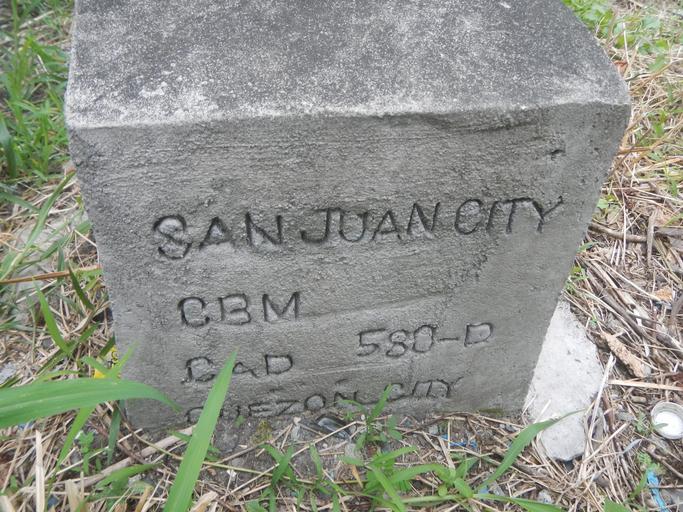 SAN JUAN CITY
CBM
CAD 580-D
QUEZON CITY